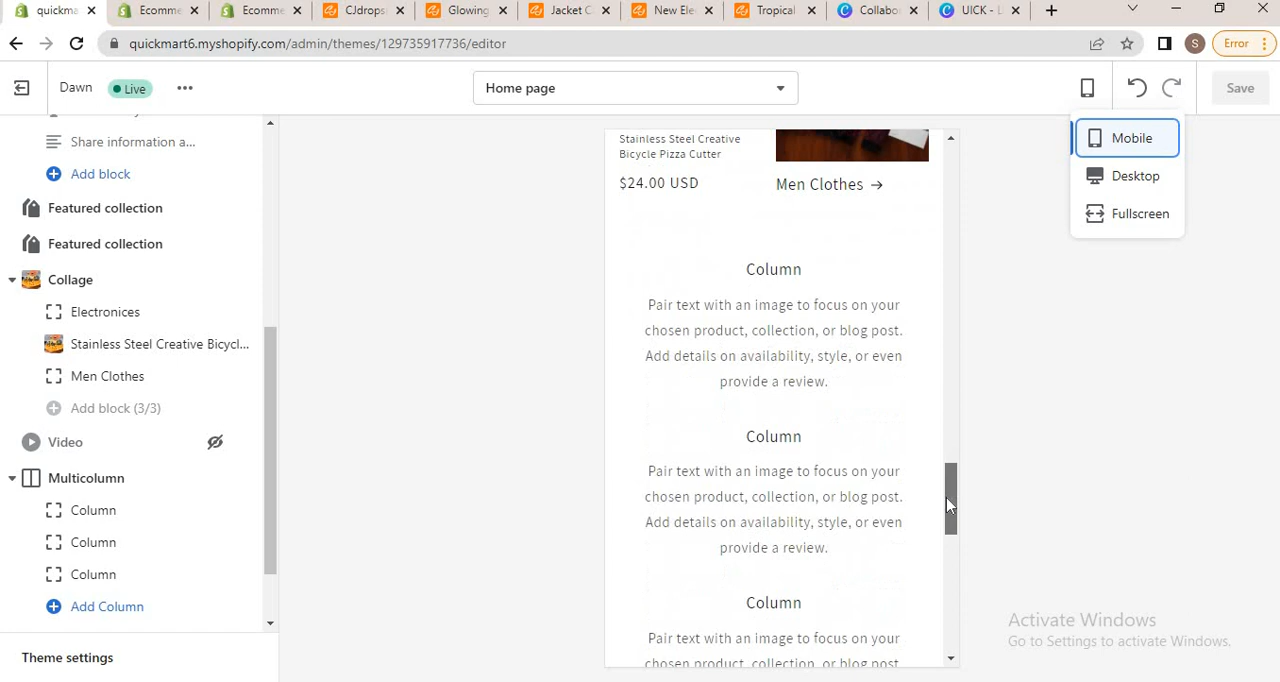 quickma
Ecomme
Ecomme
CJdrops
Glowing
Jacket C
New Ele
Tropical
Collabo
UICK - L
quickmart6.myshopify.com/admin/themes/129735917736/editor
S
Error
Dawn
Live
Home page
Save
Mobile
Desktop
Fullscreen
Share information a...
Add block
Featured collection
Featured collection
Collage
Electronices
Stainless Steel Creative Bicycl...
Men Clothes
Add block (3/3)
Video
Multicolumn
Column
Column
Column
Add Column
Theme settings
Stainless Steel Creative
Bicycle Pizza Cutter
$24.00 USD
Men Clothes →
Column
Pair text with an image to focus on your
chosen product, collection, or blog post.
Add details on availability, style, or even
provide a review.
Column
Pair text with an image to focus on your
chosen product, collection, or blog post.
Add details on availability, style, or even
provide a review.
Column
Pair text with an image to focus on your
chosen product, collection, or blog post.
Activate Windows
Go to Settings to activate Windows.